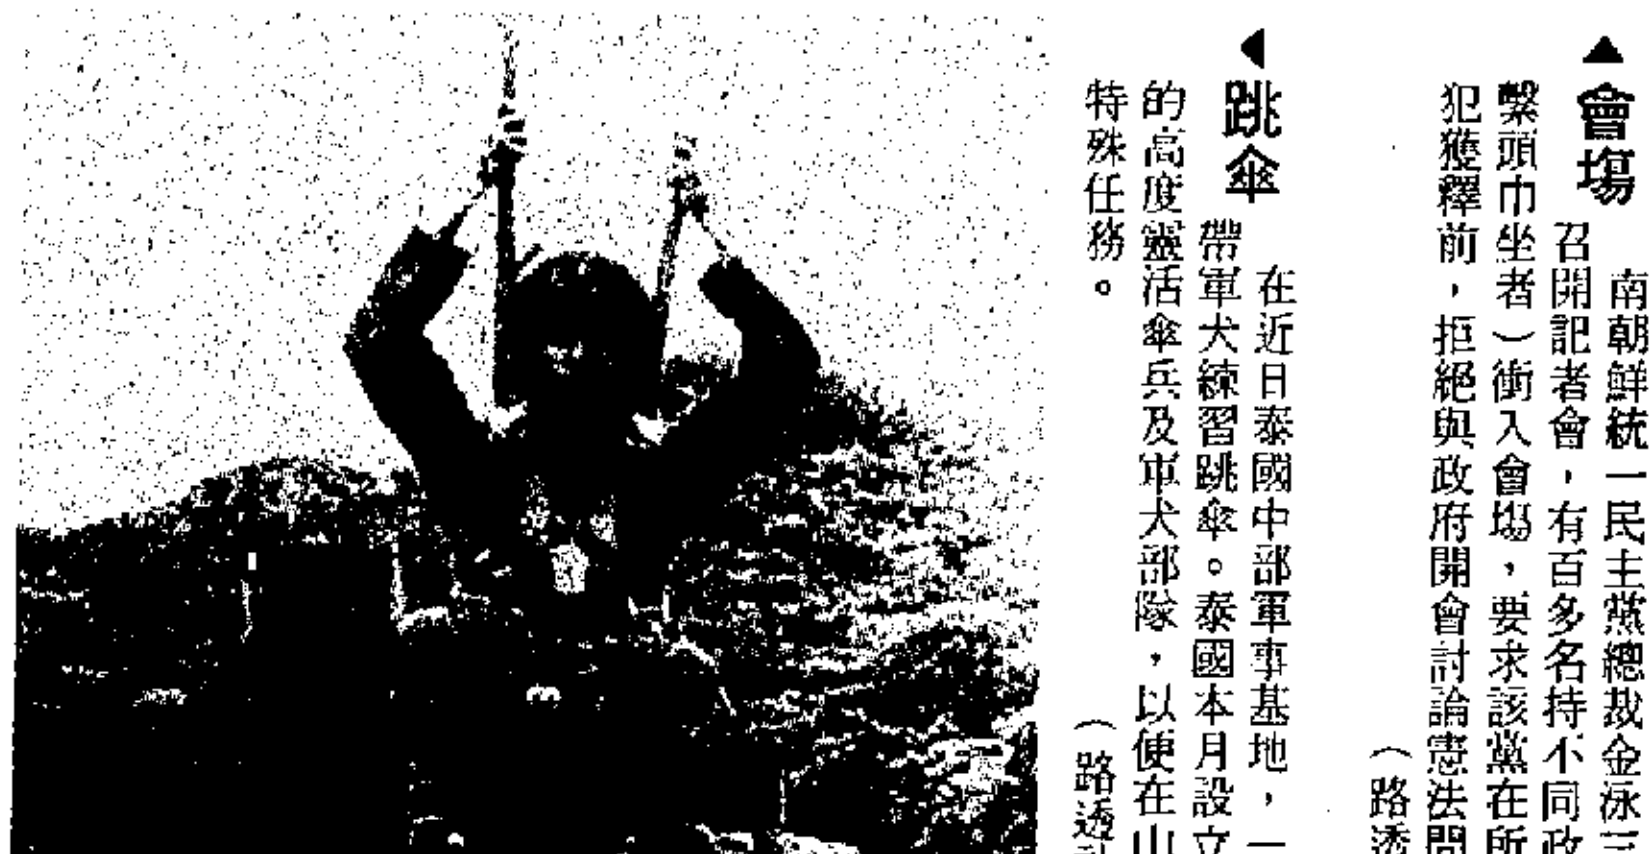 ▲會場
南朝鮮統一民主黨總裁金泳三
召開記者會，有百多名持不同政
繫頭巾坐者）衝入會場，要求該黨在所
犯獲釋前，拒絕與政府開會討論憲法問
（路透
◀跳傘
在近日泰國中部軍事基地，一
帶軍犬練習跳傘。泰國本月設立
的高度靈活傘兵及軍犬部隊，以便在山
特殊任務。
（路透